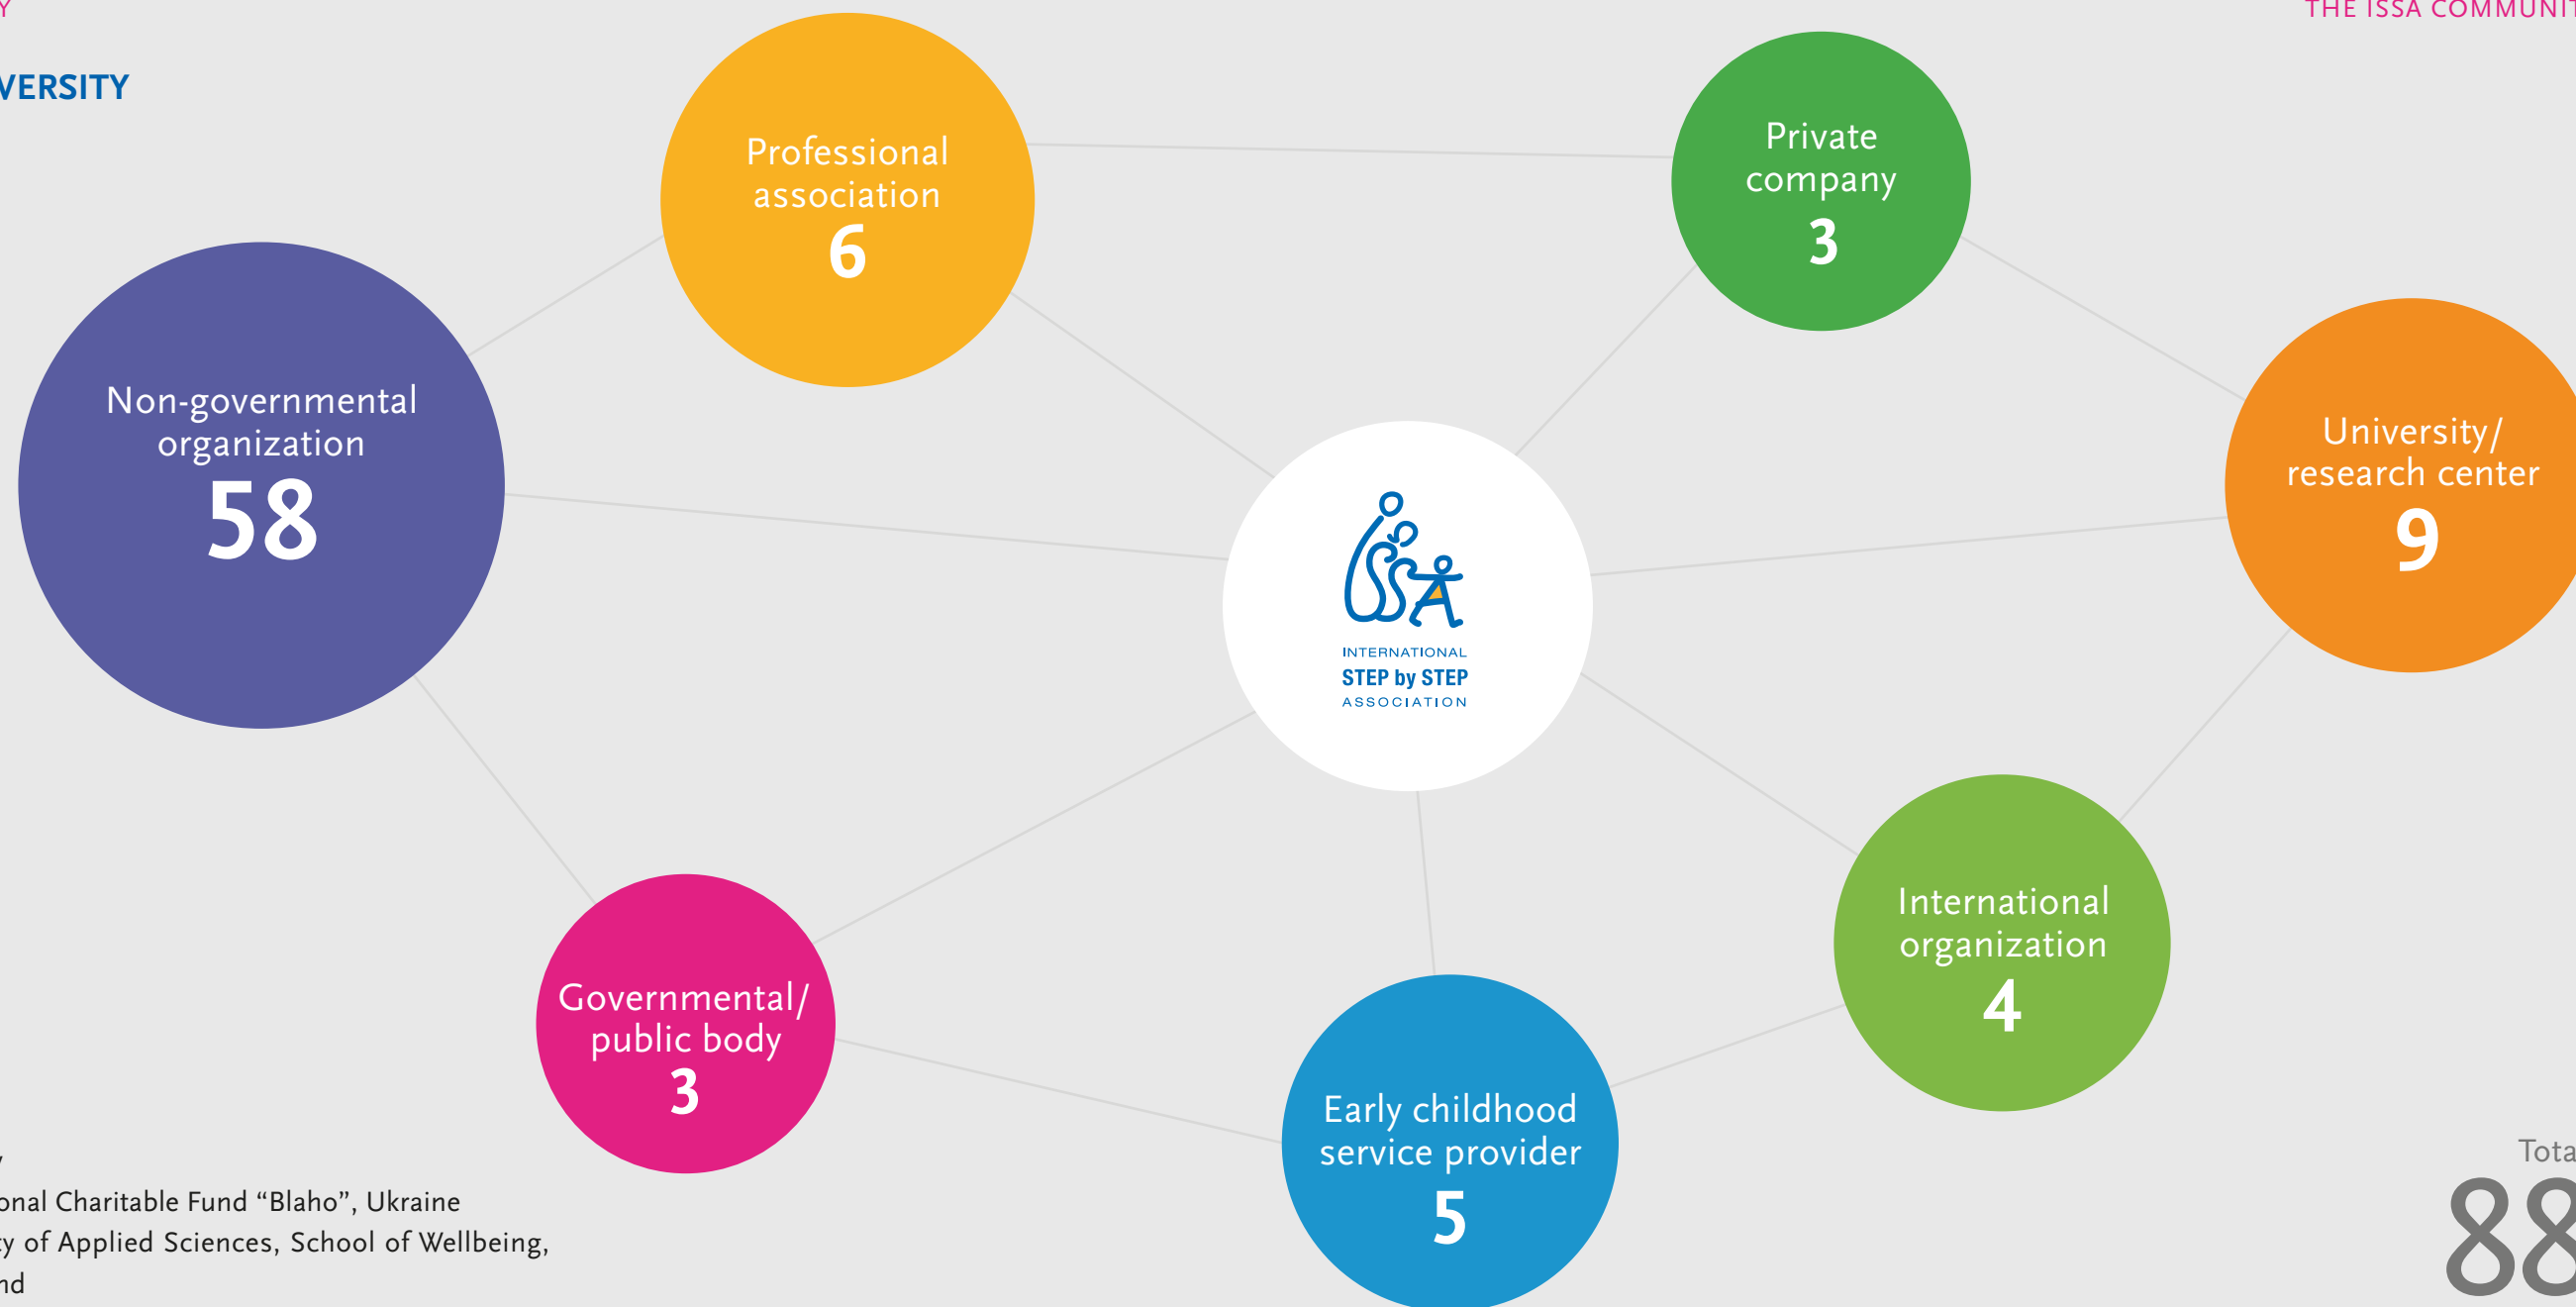 Y
THE ISSA COMMUNIT
VERSITY
Professional
association
6
Private
company
3
Non-governmental
organization
58
University/
research center
9
INTERNATIONAL
STEP by STEP
ASSOCIATION
International
organization
4
Governmental/
public body
3
Early childhood
service provider
5
Tota
88
onal Charitable Fund “Blaho”, Ukraine
ty of Applied Sciences, School of Wellbeing,
nd